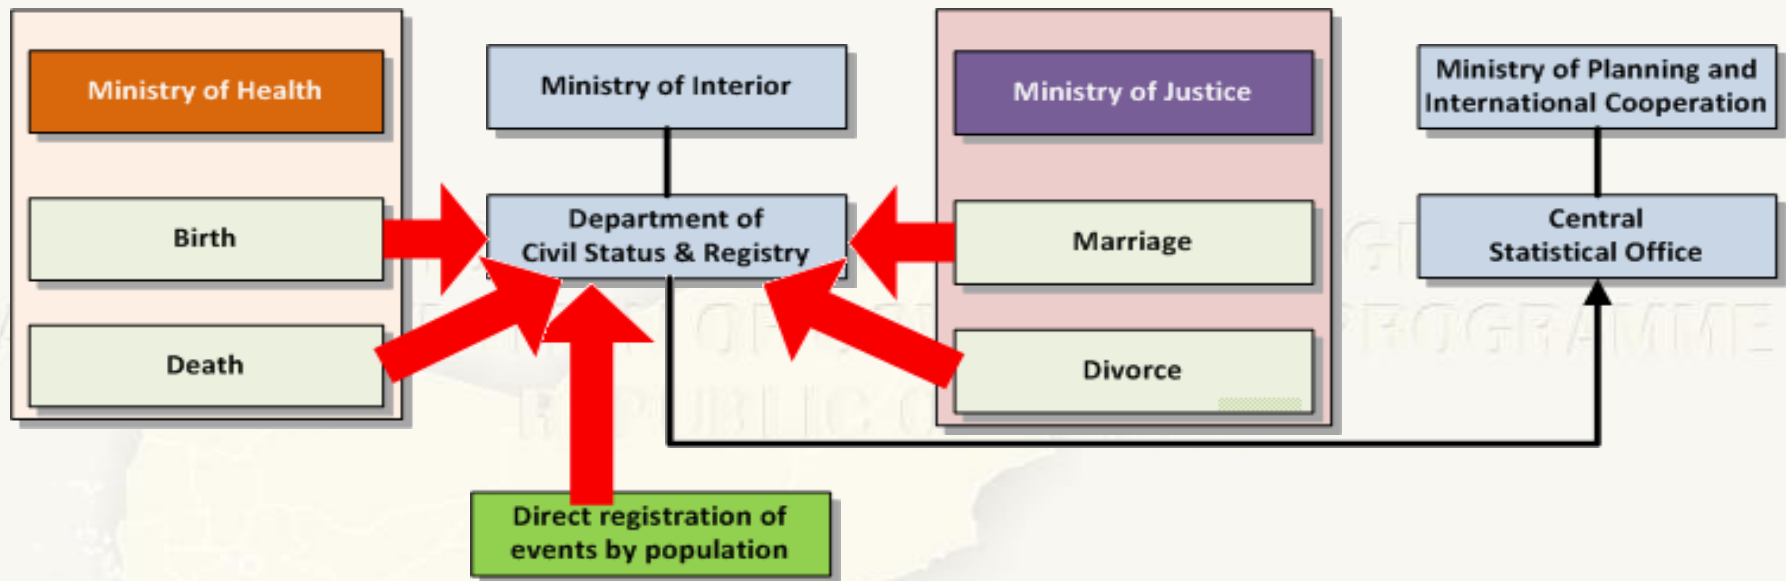 Ministry of Health
Birth
Death
Ministry of Interior
Department of
Civil Status & Registry
Direct registration of
events by population
Ministry of Justice
Marriage
Divorce
Ministry of Planning and
International Cooperation
Central
Statistical Office
PROGRAMME